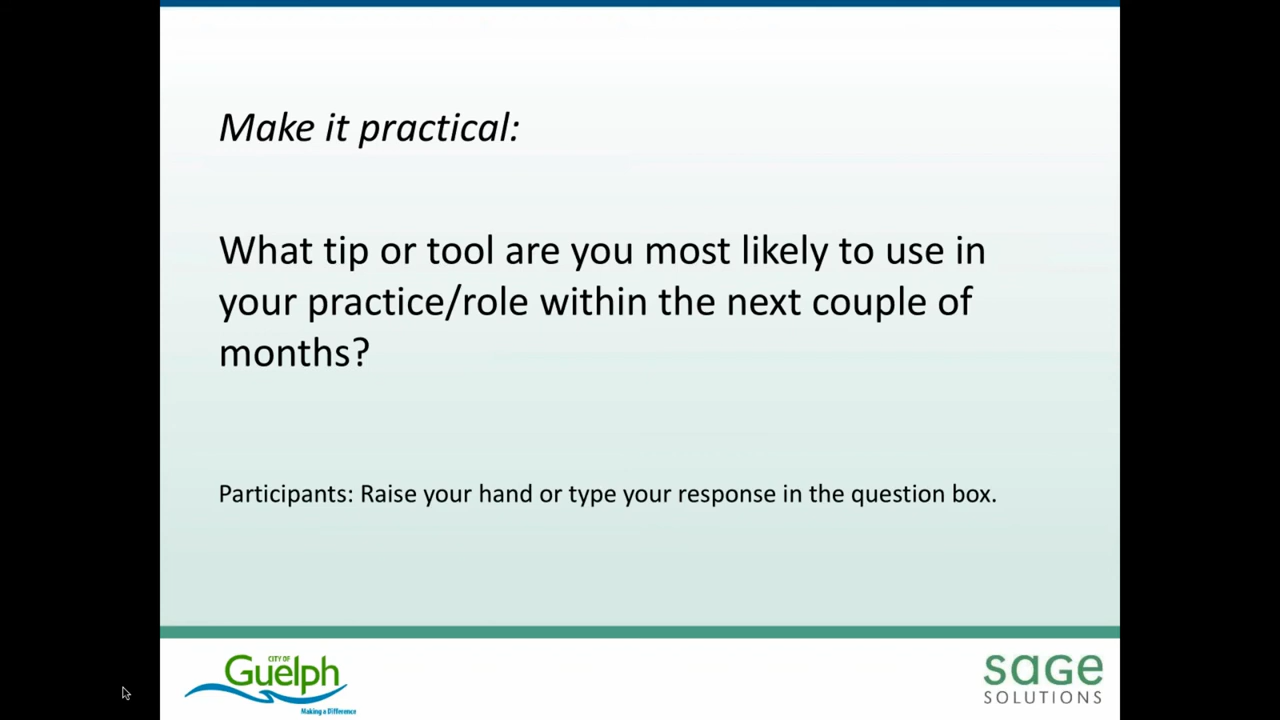 Make it practical:
What tip or tool are you most likely to use in
your practice/role within the next couple of
months?
Participants: Raise your hand or type your response in the question box.
CITY OF
Guelph
Making a Difference
sage
SOLUTIONS